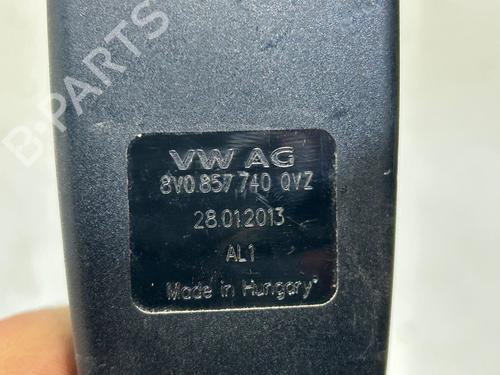 B-PARTS
VW AG
8V0.857.740 QVZ
28.01.2013
AL1
Made in Hungary